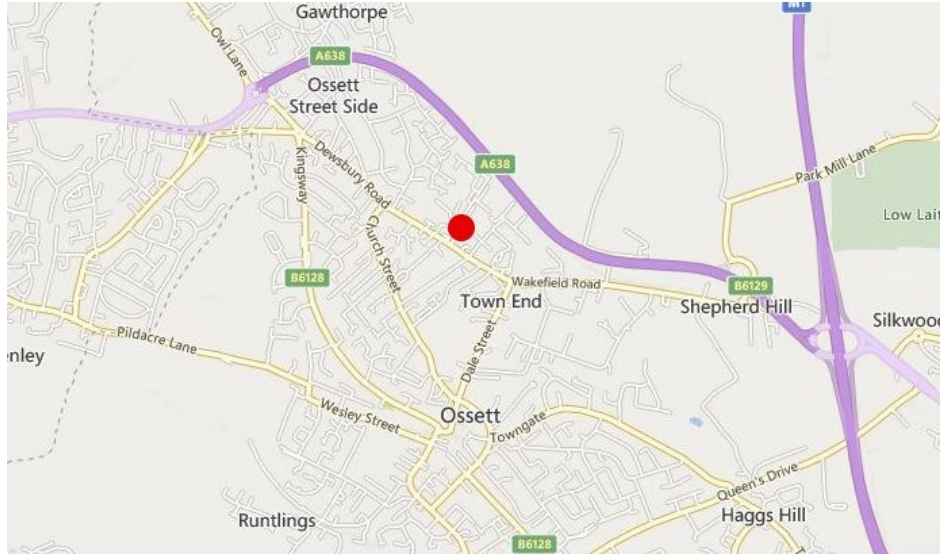 M1
Gawthorpe
Owl Lane
A638
Ossett
Street Side
Kingsway
Dewsbury Road
A638
Park Mill Lane
Low Lait
Church Street
B6128
Wakefield Road
B6129
Town End
Shepherd Hill
Silkwood
Pildacre Lane
enley
Dale Street
Wesley Street
Ossett
Towngate
Queen's Drive
Runtlings
Haggs Hill
B6128